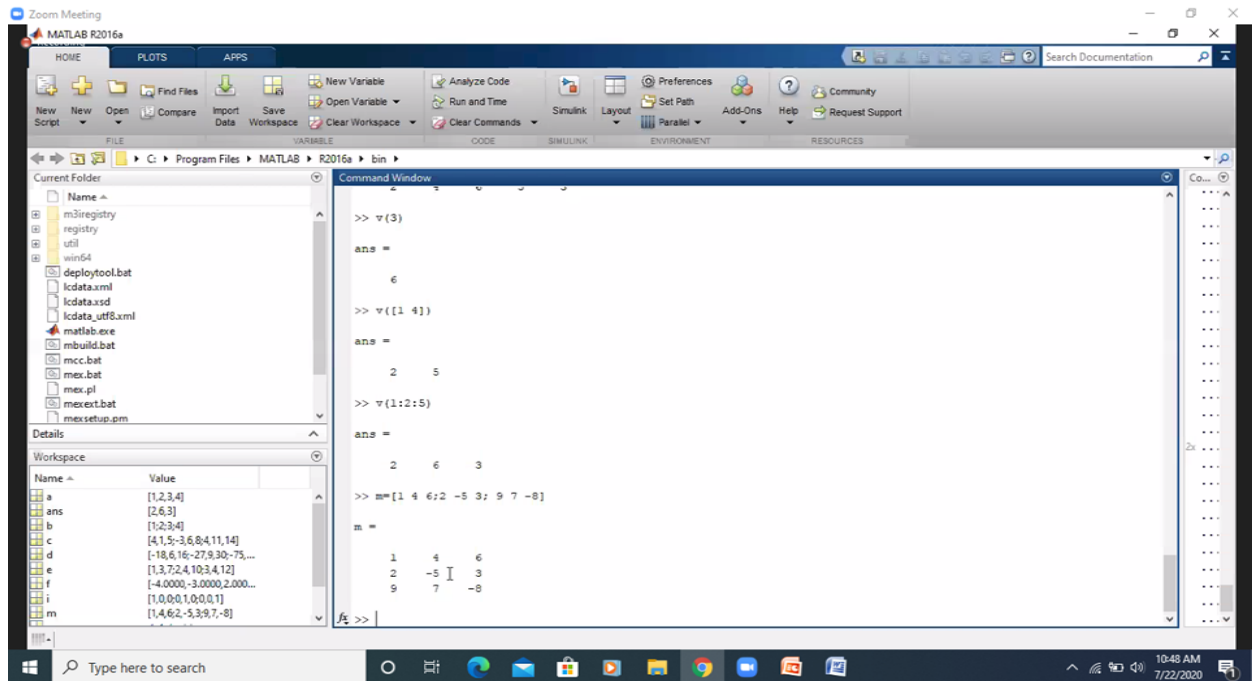 Zoom Meeting
MATLAB R2016a
HOME PLOTS APPS
Search Documentation
New Script
New
Open
Find Files
Compare
Import Data
Save Workspace
New Variable
Open Variable
Clear Workspace
Analyze Code
Run and Time
Clear Commands
Simulink
Layout
Preferences
Set Path
Parallel
Add-Ons
Help
Community
Request Support
FILE VARIABLE CODE SIMULINK ENVIRONMENT RESOURCES
C: Program Files MATLAB R2016a bin
Current Folder
Name
m3iregistry
registry
util
win64
deploytool.bat
lcdata.xml
lcdata.xsd
lcdata_utf8.xml
matlab.exe
mbuild.bat
mcc.bat
mex.bat
mex.pl
mexext.bat
mexsetup.pm
Details
Workspace
Name Value
a [1,2,3,4]
ans [2,6,3]
b [1;2;3;4]
c [4,1,5;-3,6,8;4,11,14]
d [-18,6,16;-27,9,30;-75,...
e [1,3,7;2,4,10;3,4,12]
f [-4.0000,-3.0000,2.000...
i [1,0,0;0,1,0;0,0,1]
m [1,4,6;2,-5,3;9,7,-8]
Command Window
>> v(3)
ans =
6
>> v([1 4])
ans =
2 5
>> v(1:2:5)
ans =
2 6 3
>> m=[1 4 6;2 -5 3; 9 7 -8]
m =
1 4 6
2 -5 3
9 7 -8
fx >>
Co...
2x
Type here to search
10:48 AM
7/22/2020
1